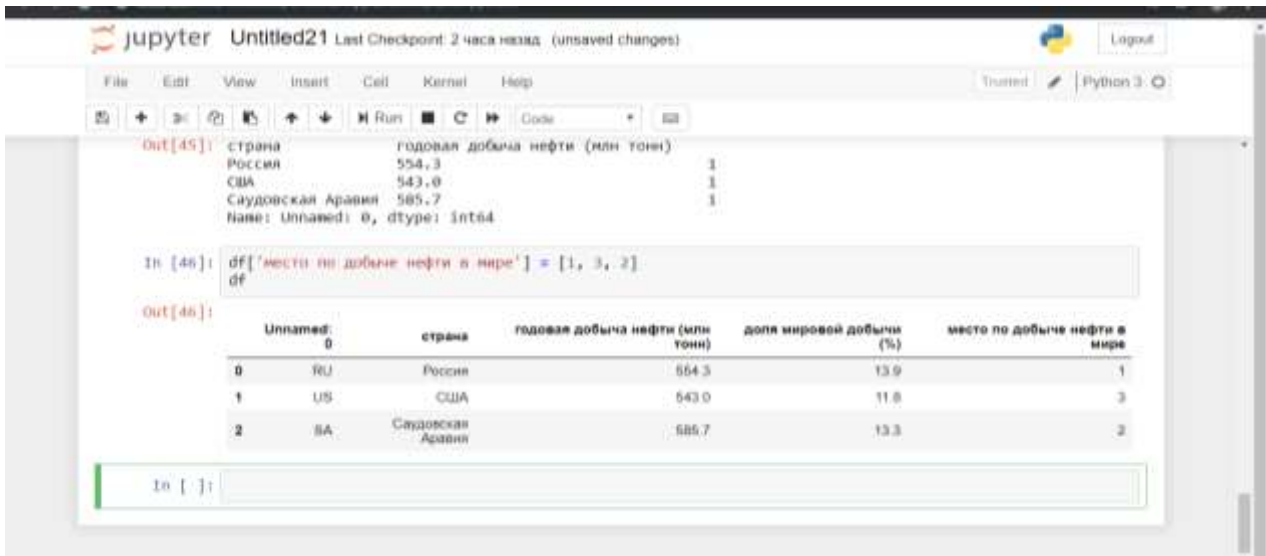 jupyter Untitled21 Last Checkpoint: 2 часа назад (unsaved changes) Logout
File Edit View Insert Cell Kernel Help Trusted Python 3
Run Code
Out[45]: страна годовая добыча нефти (млн тонн)
Россия 554.3 1
США 543.0 1
Саудовская Аравия 585.7 1
Name: Unnamed: 0, dtype: int64
In [46]: df['место по добыче нефти в мире'] = [1, 3, 2]
df
Out[46]:
Unnamed: 0 страна годовая добыча нефти (млн тонн) доля мировой добычи (%) место по добыче нефти в мире
0 RU Россия 554.3 13.9 1
1 US США 543.0 11.8 3
2 SA Саудовская Аравия 585.7 13.3 2
In [ ]: